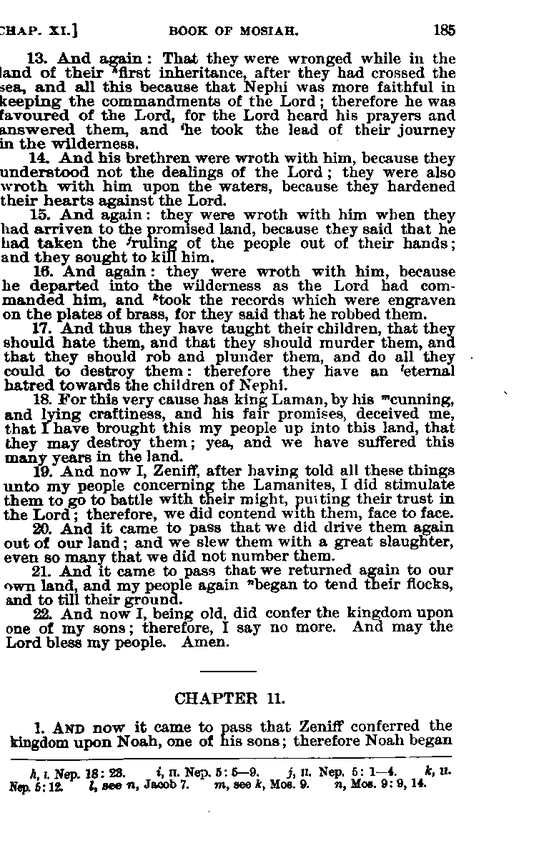 CHAP. XI.] BOOK OF MOSIAH. 185
13. And again: That they were wronged while in the
land of their ʰfirst inheritance, after they had crossed the
sea, and all this because that Nephi was more faithful in
keeping the commandments of the Lord; therefore he was
favoured of the Lord, for the Lord heard his prayers and
answered them, and ⁱhe took the lead of their journey
in the wilderness.
14. And his brethren were wroth with him, because they
understood not the dealings of the Lord; they were also
wroth with him upon the waters, because they hardened
their hearts against the Lord.
15. And again: they were wroth with him when they
had arriven to the promised land, because they said that he
had taken the ʲruling of the people out of their hands;
and they sought to kill him.
16. And again: they were wroth with him, because
he departed into the wilderness as the Lord had com-
manded him, and ᵏtook the records which were engraven
on the plates of brass, for they said that he robbed them.
17. And thus they have taught their children, that they
should hate them, and that they should murder them, and
that they should rob and plunder them, and do all they
could to destroy them: therefore they have an ˡeternal
hatred towards the children of Nephi.
18. For this very cause has king Laman, by his ᵐcunning,
and lying craftiness, and his fair promises, deceived me,
that I have brought this my people up into this land, that
they may destroy them; yea, and we have suffered this
many years in the land.
19. And now I, Zeniff, after having told all these things
unto my people concerning the Lamanites, I did stimulate
them to go to battle with their might, putting their trust in
the Lord; therefore, we did contend with them, face to face.
20. And it came to pass that we did drive them again
out of our land; and we slew them with a great slaughter,
even so many that we did not number them.
21. And it came to pass that we returned again to our
own land, and my people again ⁿbegan to tend their flocks,
and to till their ground.
22. And now I, being old, did confer the kingdom upon
one of my sons; therefore, I say no more. And may the
Lord bless my people. Amen.
CHAPTER 11.
1. AND now it came to pass that Zeniff conferred the
kingdom upon Noah, one of his sons; therefore Noah began
h, I. Nep. 18: 23. i, II. Nep. 5: 5—9. j, II. Nep. 5: 1—4. k, II.
Nep. 5: 12. l, see n, Jacob 7. m, see k, Mos. 9. n, Mos. 9: 9, 14.